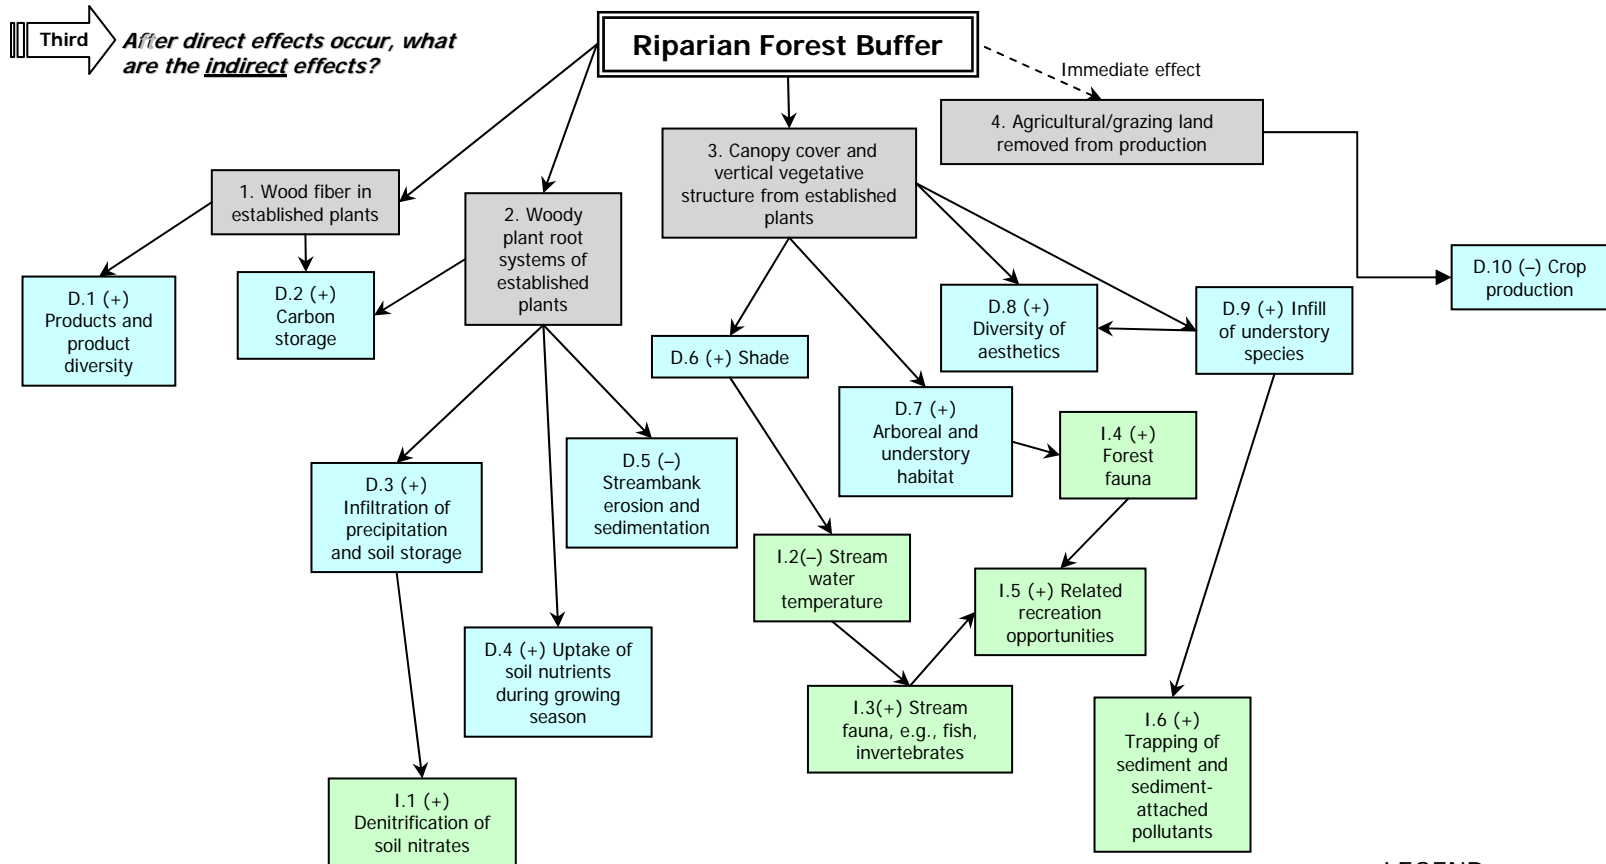 Third
After direct effects occur, what
are the indirect effects?
Riparian Forest Buffer
Immediate effect
4. Agricultural/grazing land
removed from production
3. Canopy cover and
vertical vegetative
structure from established
plants
1. Wood fiber in
established plants
2. Woody
plant root
systems of
established
plants
D.1 (+)
Products and
product
diversity
D.2 (+)
Carbon
storage
D.10 (–) Crop
production
D.8 (+)
Diversity of
aesthetics
D.9 (+) Infill
of understory
species
D.6 (+) Shade
D.7 (+)
Arboreal and
understory
habitat
I.4 (+)
Forest
fauna
D.3 (+)
Infiltration of
precipitation
and soil storage
D.5 (–)
Streambank
erosion and
sedimentation
I.2(–) Stream
water
temperature
I.5 (+) Related
recreation
opportunities
D.4 (+) Uptake of
soil nutrients
during growing
season
I.3(+) Stream
fauna, e.g., fish,
invertebrates
I.6 (+)
Trapping of
sediment and
sediment-
attached
pollutants
I.1 (+)
Denitrification of
soil nitrates
LEGEND